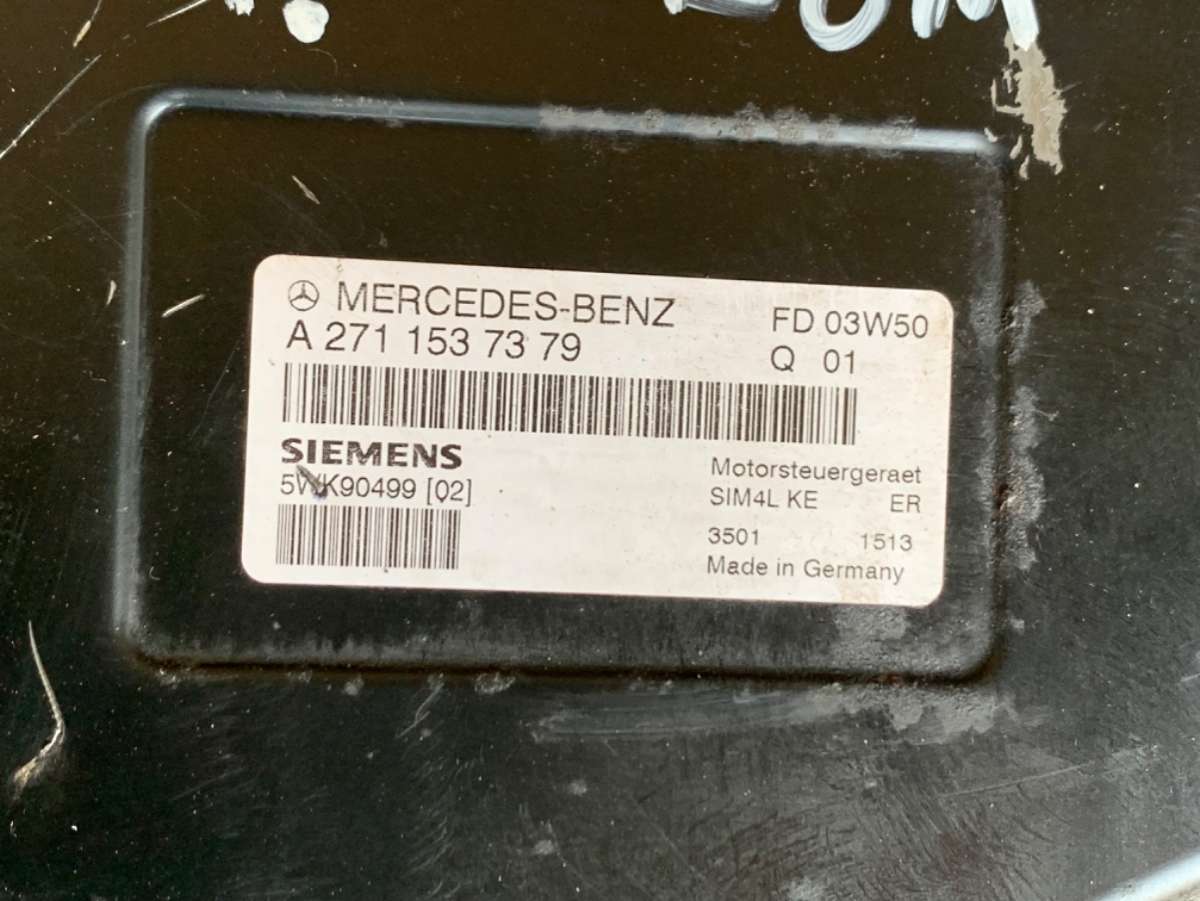 MERCEDES-BENZ FD 03W50
A 271 153 73 79 Q 01
SIEMENS
5WK90499 [02]
Motorsteuergeraet
SIM4L KE ER
3501 1513
Made in Germany